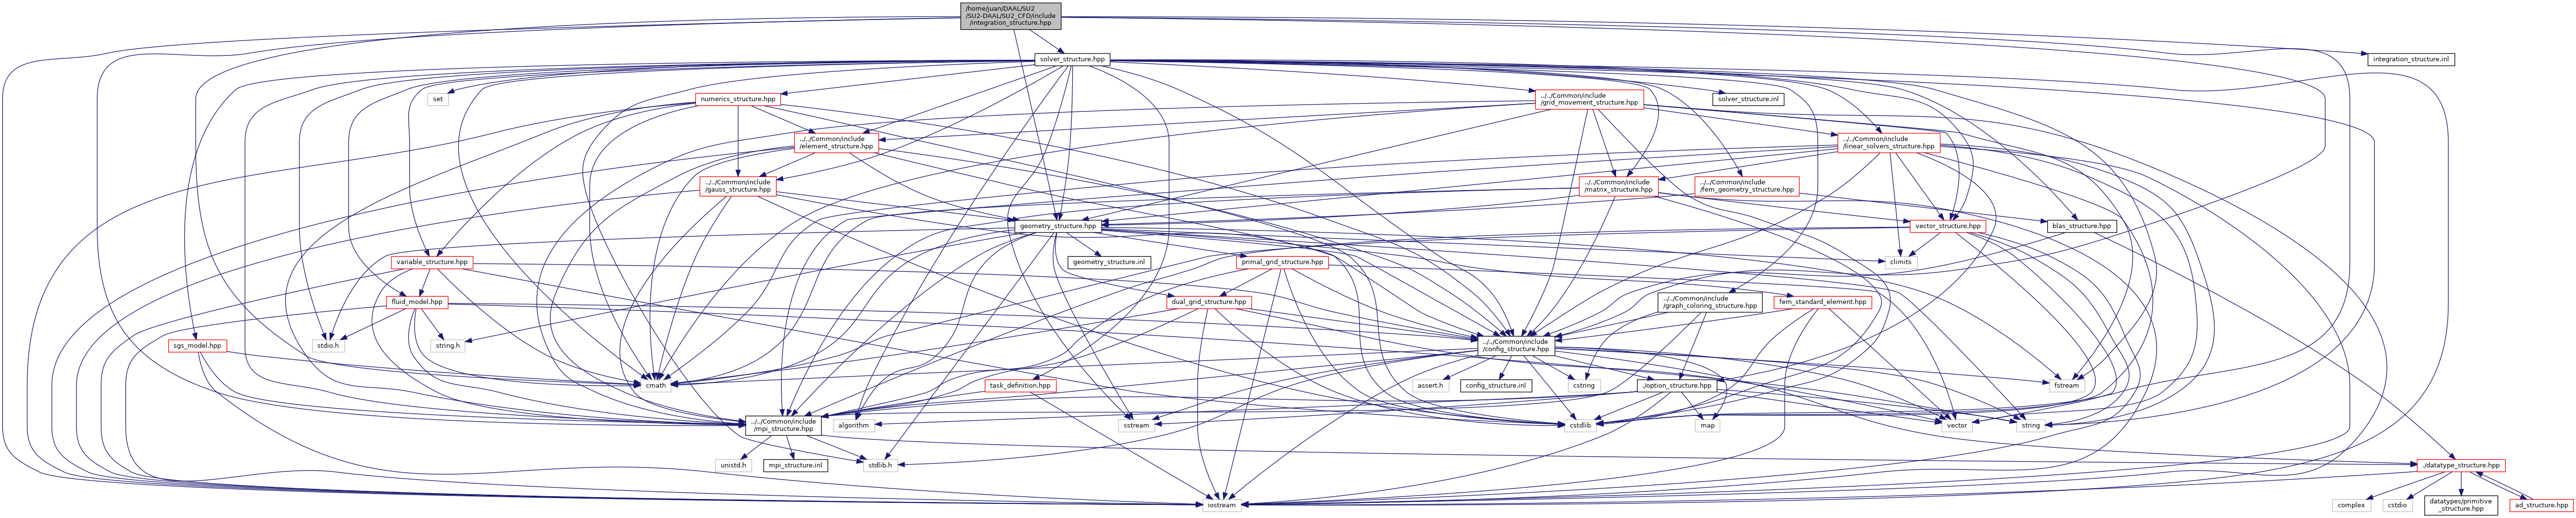 /home/juan/DAAL/SU2
/SU2-DAAL/SU2_CFD/include
/integration_structure.hpp
solver_structure.hpp
integration_structure.inl
set
numerics_structure.hpp
../../Common/include
/grid_movement_structure.hpp
solver_structure.inl
../../Common/include
/element_structure.hpp
../../Common/include
/linear_solvers_structure.hpp
../../Common/include
/gauss_structure.hpp
../../Common/include
/matrix_structure.hpp
../../Common/include
/fem_geometry_structure.hpp
geometry_structure.hpp
vector_structure.hpp
blas_structure.hpp
variable_structure.hpp
geometry_structure.inl
primal_grid_structure.hpp
climits
fluid_model.hpp
dual_grid_structure.hpp
../../Common/include
/graph_coloring_structure.hpp
fem_standard_element.hpp
sgs_model.hpp
stdio.h
string.h
../../Common/include
/config_structure.hpp
cmath
task_definition.hpp
assert.h
config_structure.inl
cstring
./option_structure.hpp
fstream
../../Common/include
/mpi_structure.hpp
algorithm
sstream
cstdlib
map
vector
string
unistd.h
mpi_structure.inl
stdlib.h
./datatype_structure.hpp
iostream
complex
cstdio
datatypes/primitive
_structure.hpp
ad_structure.hpp